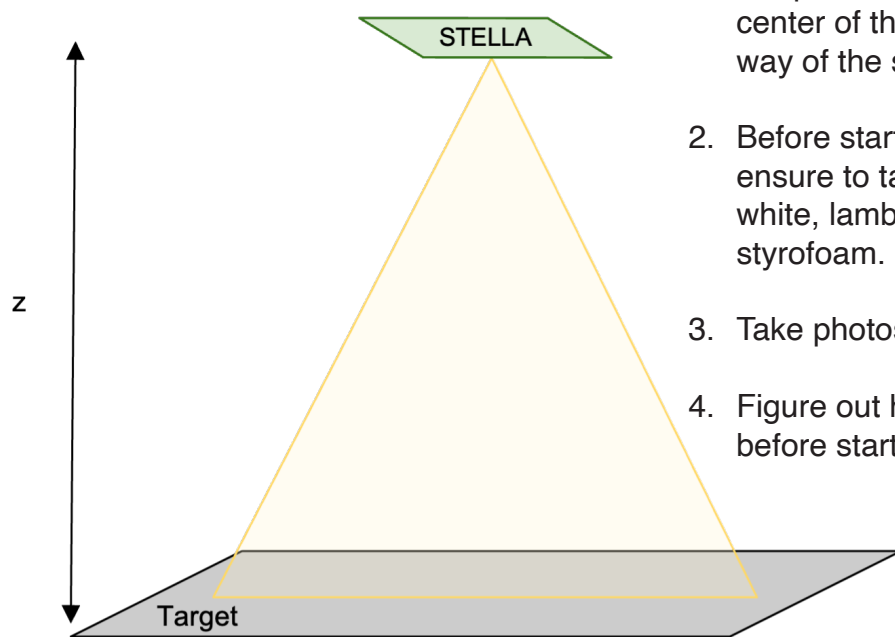 STELLA
z
Target
center of th
way of the s
2. Before start
ensure to ta
white, lamb
styrofoam.
3. Take photos
4. Figure out h
before start